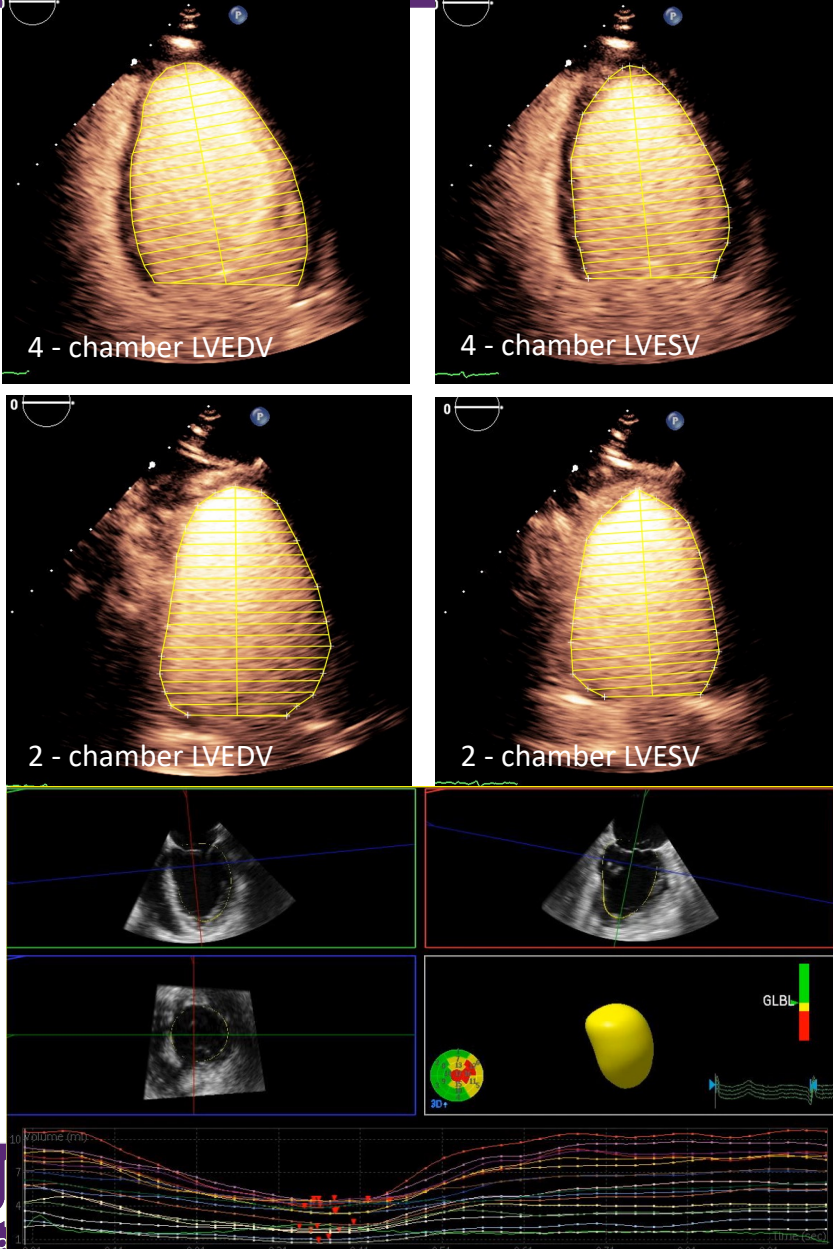 P
P
4 - chamber LVEDV
4 - chamber LVESV
0
P
0
P
2 - chamber LVEDV
2 - chamber LVESV
GLBL
3D
10
Volume (ml)
7
4
1
Time (sec)